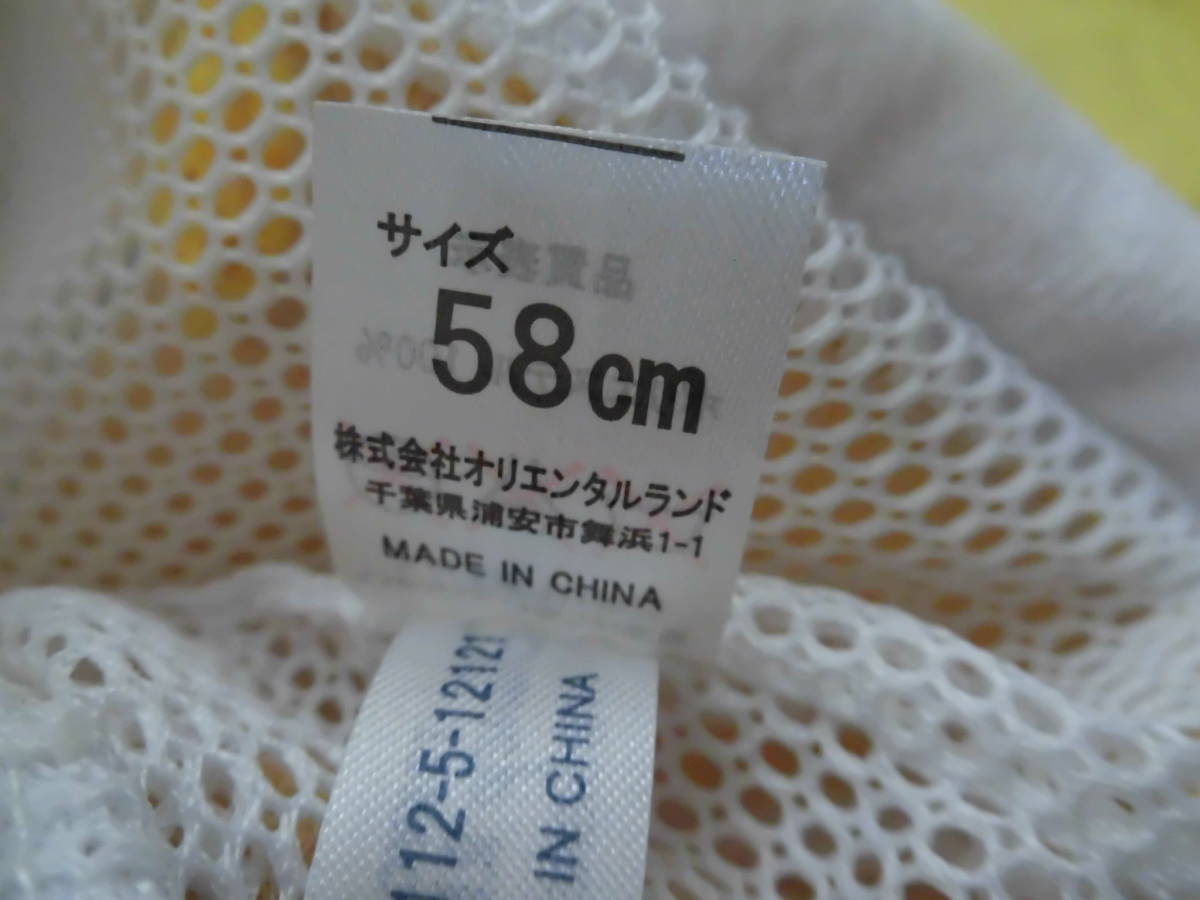 サイズ
58cm
株式会社オリエンタルランド
千葉県浦安市舞浜1-1
MADE IN CHINA
112-5-12121
IN CHINA